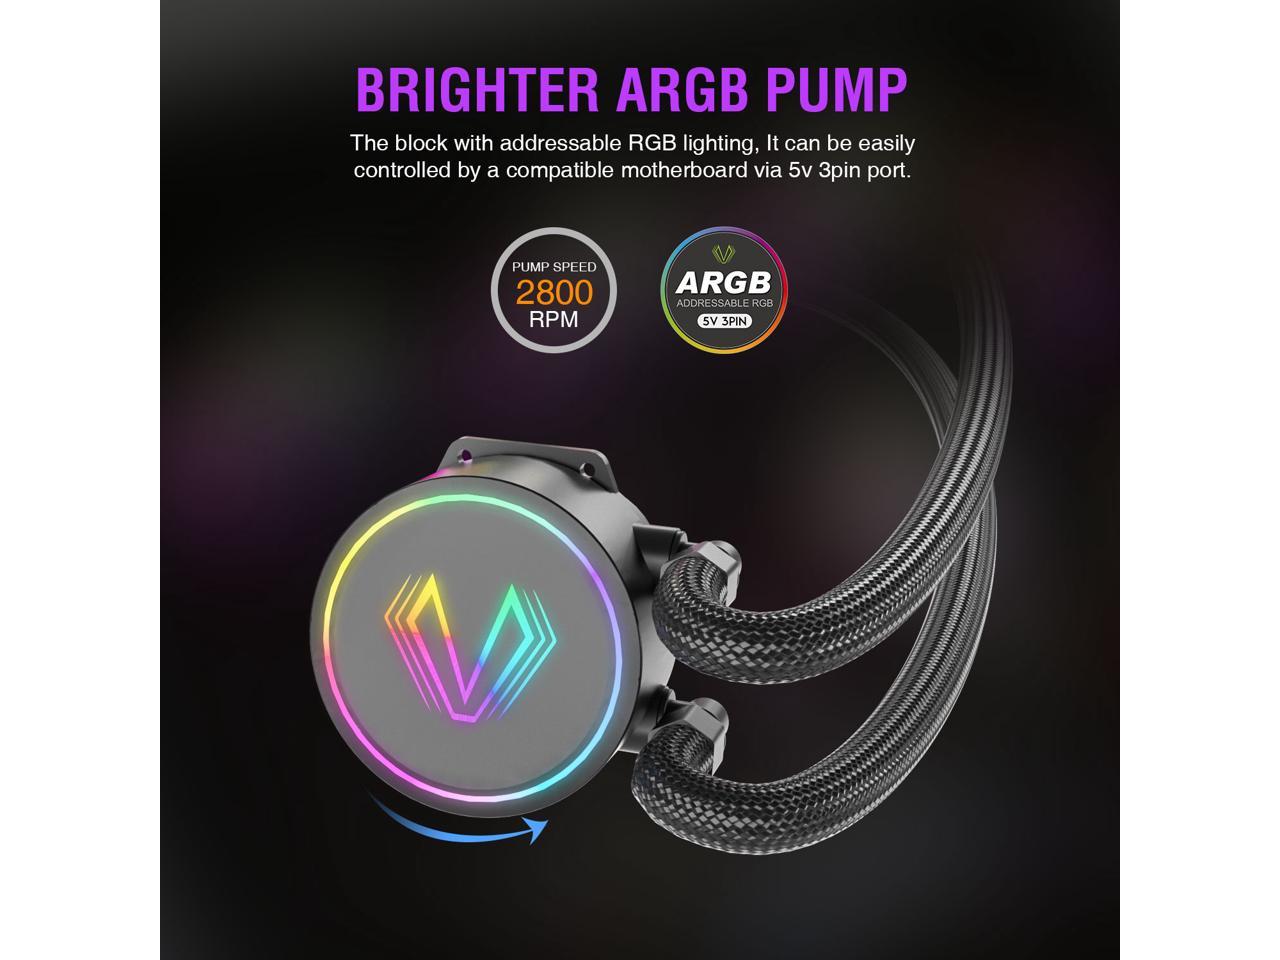 BRIGHTER ARGB PUMP
The block with addressable RGB lighting, It can be easily
controlled by a compatible motherboard via 5v 3pin port.
PUMP SPEED
2800
RPM
ARGB
ADDRESSABLE RGB
5V 3PIN